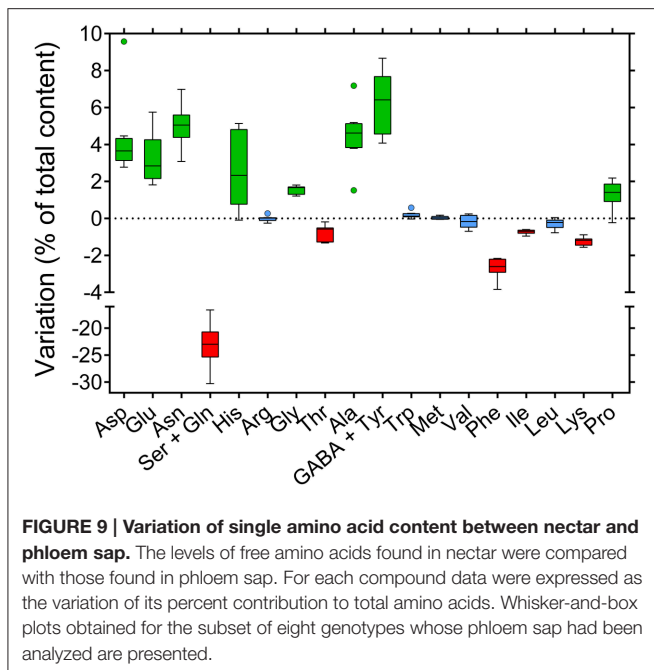 Variation (% of total content)
10
8
6
4
2
0
-2
-4
-20
-25
-30
Asp
Glu
Asn
Ser + Gln
His
Arg
Gly
Thr
Ala
GABA + Tyr
Trp
Met
Val
Phe
Ile
Leu
Lys
Pro
FIGURE 9 | Variation of single amino acid content between nectar and
phloem sap. The levels of free amino acids found in nectar were compared
with those found in phloem sap. For each compound data were expressed as
the variation of its percent contribution to total amino acids. Whisker-and-box
plots obtained for the subset of eight genotypes whose phloem sap had been
analyzed are presented.